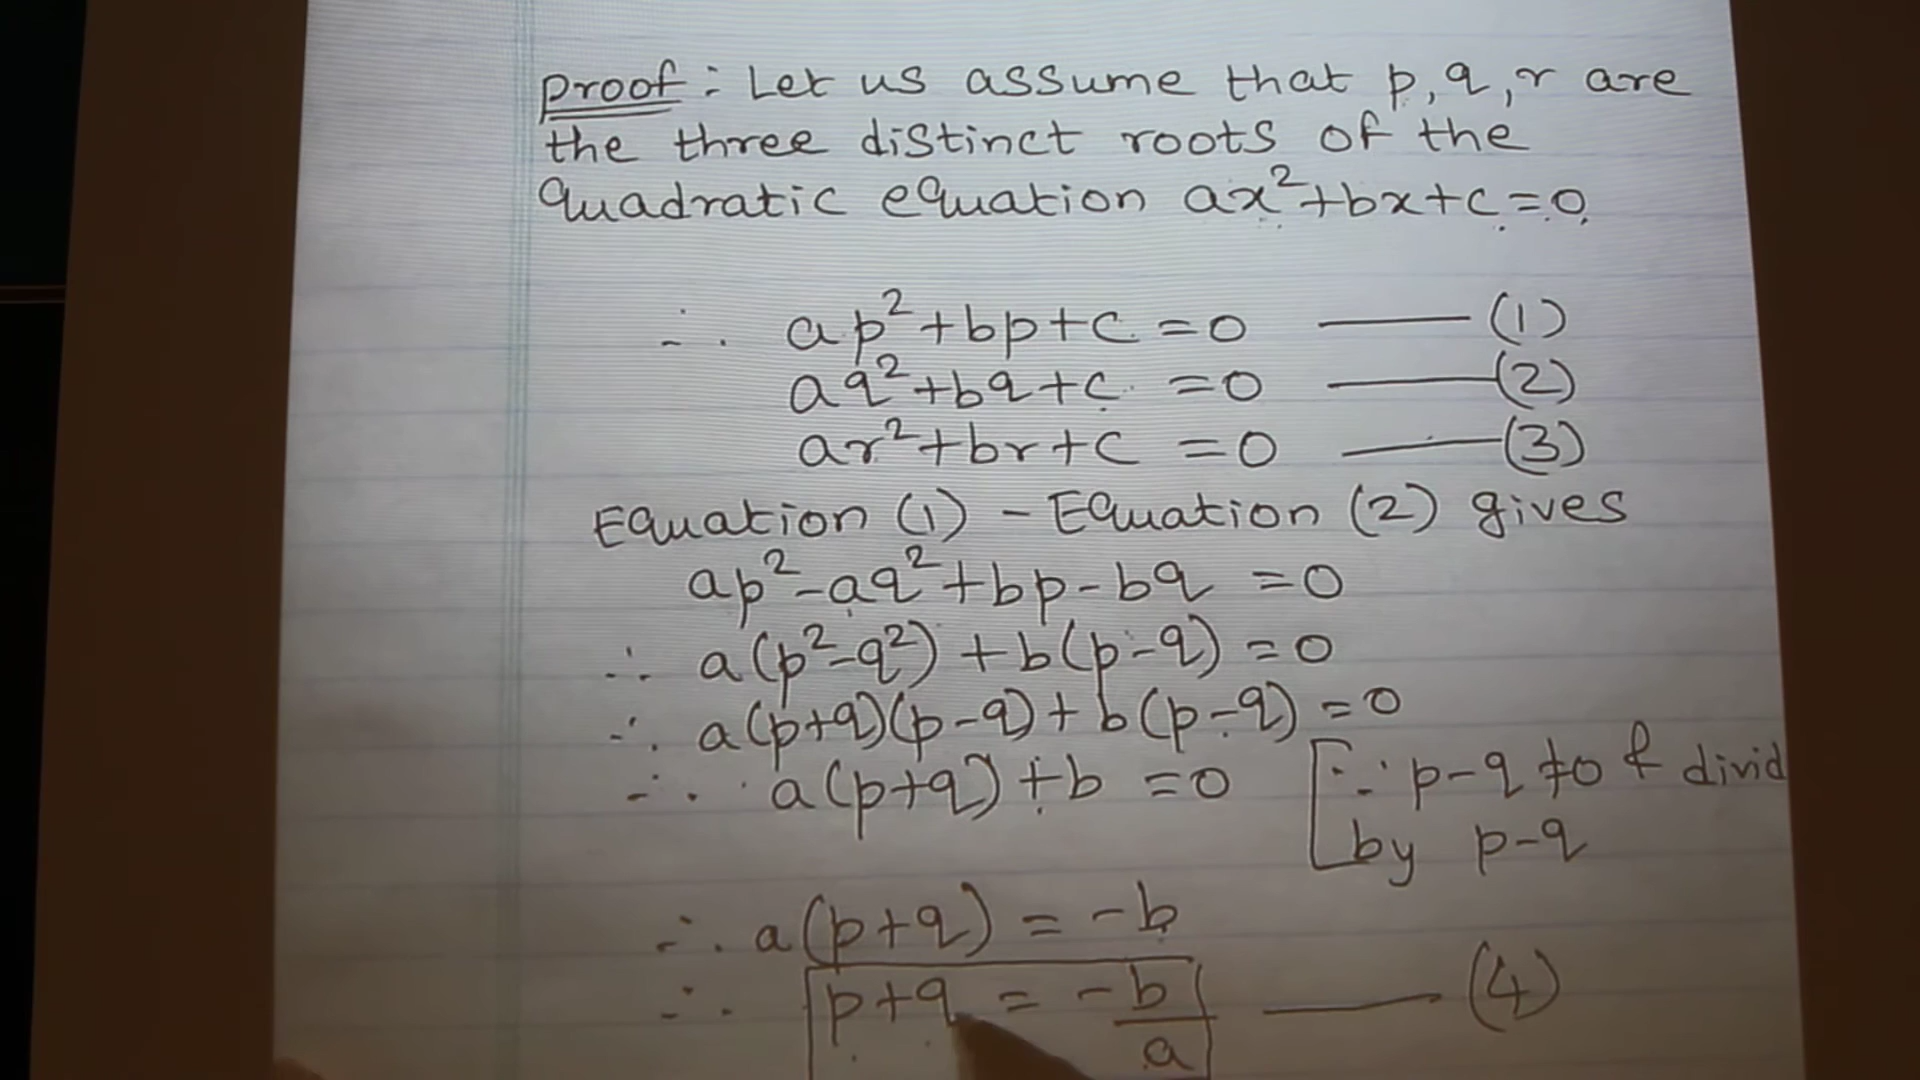 Proof: Let us assume that p, q, r are
the three distinct roots of the
quadratic equation ax²+bx+c=0.
∴ ap²+bp+c=0 —— (1)
aq²+bq+c =0 —— (2)
ar²+br+c =0 —— (3)
Equation (1) - Equation (2) gives
ap²-aq²+bp-bq =0
∴ a(p²-q²)+b(p-q)=0
∴ a(p+q)(p-q)+b(p-q)=0
∴ a(p+q)+b =0 [∵ p-q≠0 & divid
by p-q
∴ a(p+q) = -b
∴ p+q = -b/a —— (4)